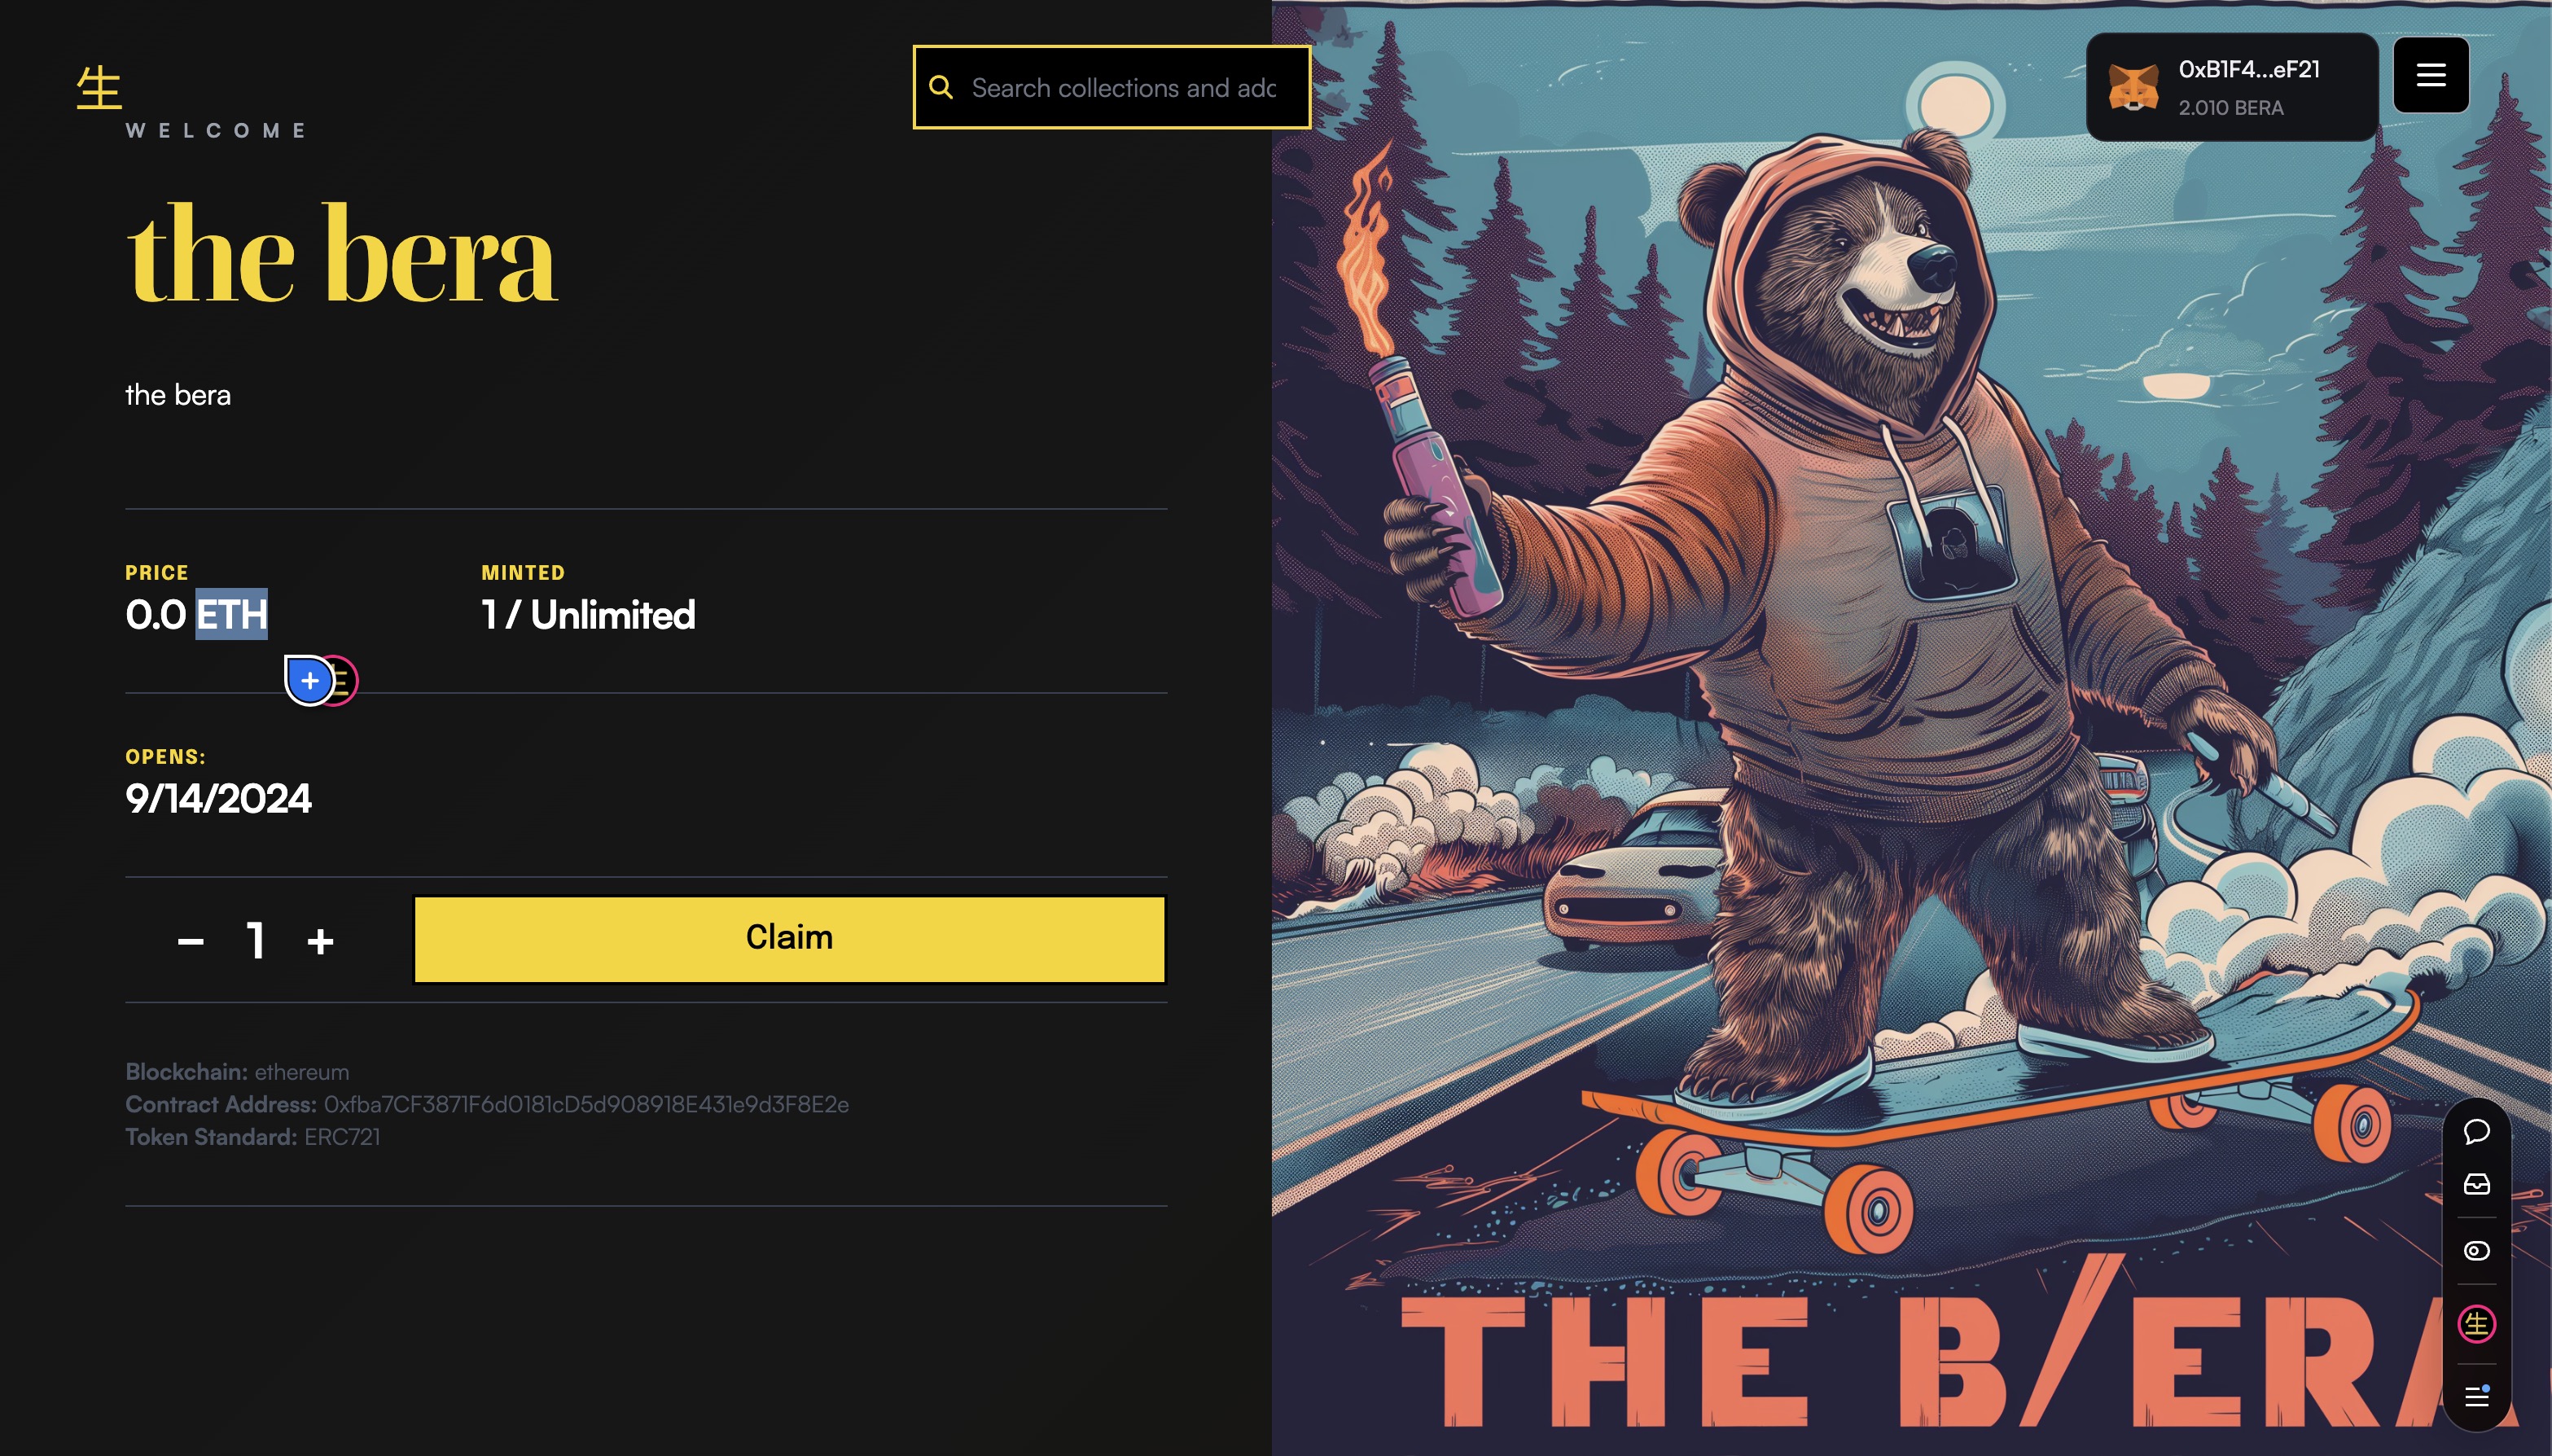 生
WELCOME
Search collections and add
0xB1F4...eF21
2.010 BERA
the bera
the bera
PRICE
0.0 ETH
MINTED
1 / Unlimited
OPENS:
9/14/2024
− 1 +
Claim
Blockchain: ethereum
Contract Address: 0xfba7CF3871F6d0181cD5d908918E431e9d3F8E2e
Token Standard: ERC721
THE B/ERA
生